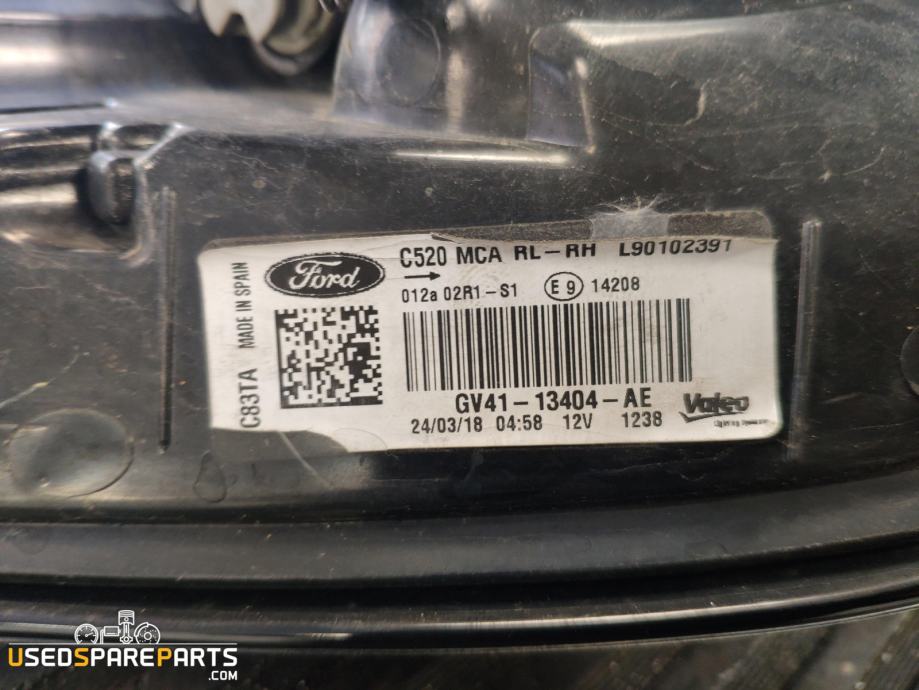 C520 MCA RL-RH L90102391
Ford
012a 02R1-S1 E9 14208
MADE IN SPAIN
C83TA
GV41-13404-AE
24/03/18 04:58 12V 1238
Valeo
USEDSPAREPARTS
.COM